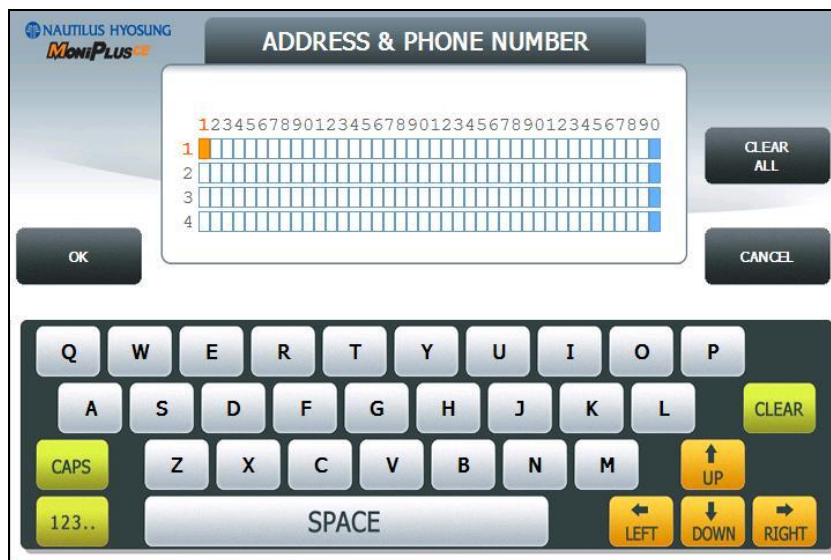 NAUTILUS HYOSUNG
MoniPlusCE
ADDRESS & PHONE NUMBER
1234567890123456789012345678901234567890
1
2
3
4
CLEAR
ALL
OK
CANCEL
Q W E R T Y U I O P
A S D F G H J K L CLEAR
CAPS Z X C V B N M UP
123.. SPACE LEFT DOWN RIGHT